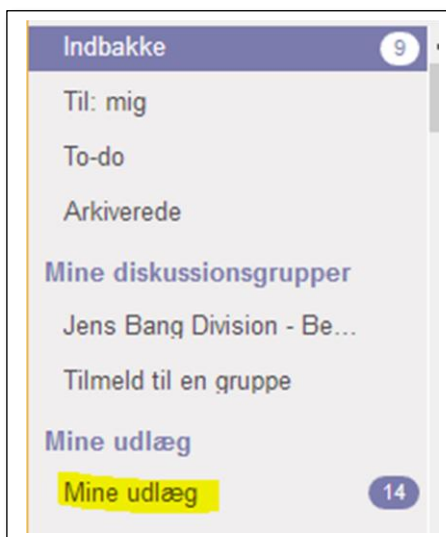 Indbakke 9
Til: mig
To-do
Arkiverede
Mine diskussionsgrupper
Jens Bang Division - Be...
Tilmeld til en gruppe
Mine udlæg
Mine udlæg 14